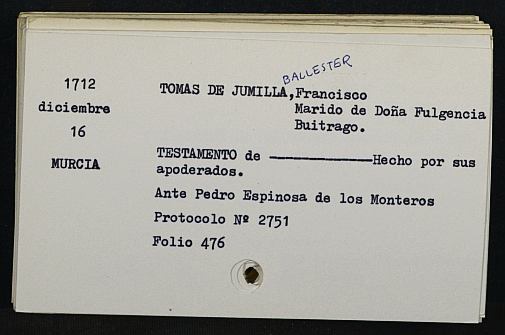 BALLESTER
1712
diciembre
16
MURCIA
TOMAS DE JUMILLA, Francisco
Marido de Doña Fulgencia
Buitrago.
TESTAMENTO de ——————— Hecho por sus
apoderados.
Ante Pedro Espinosa de los Monteros
Protocolo Nº 2751
Folio 476